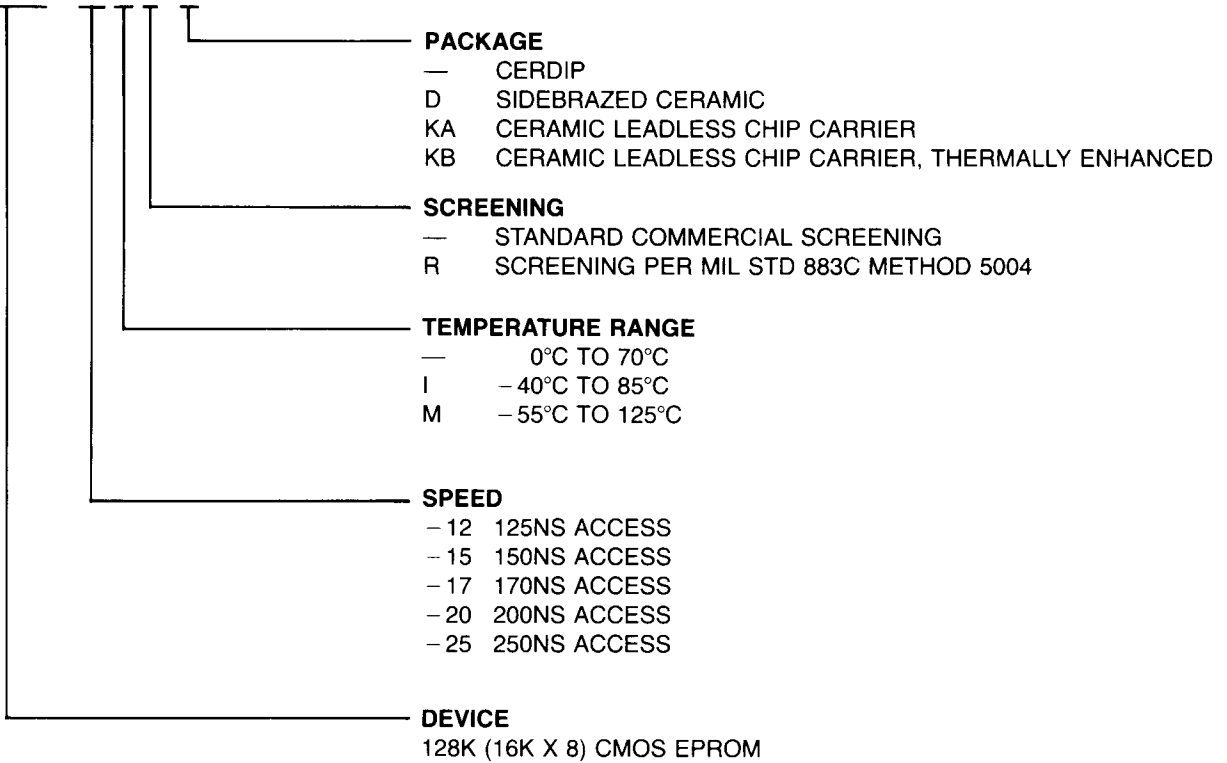 PACKAGE
— CERDIP
D SIDEBRAZED CERAMIC
KA CERAMIC LEADLESS CHIP CARRIER
KB CERAMIC LEADLESS CHIP CARRIER, THERMALLY ENHANCED
SCREENING
— STANDARD COMMERCIAL SCREENING
R SCREENING PER MIL STD 883C METHOD 5004
TEMPERATURE RANGE
— 0°C TO 70°C
I −40°C TO 85°C
M −55°C TO 125°C
SPEED
−12 125NS ACCESS
−15 150NS ACCESS
−17 170NS ACCESS
−20 200NS ACCESS
−25 250NS ACCESS
DEVICE
128K (16K X 8) CMOS EPROM